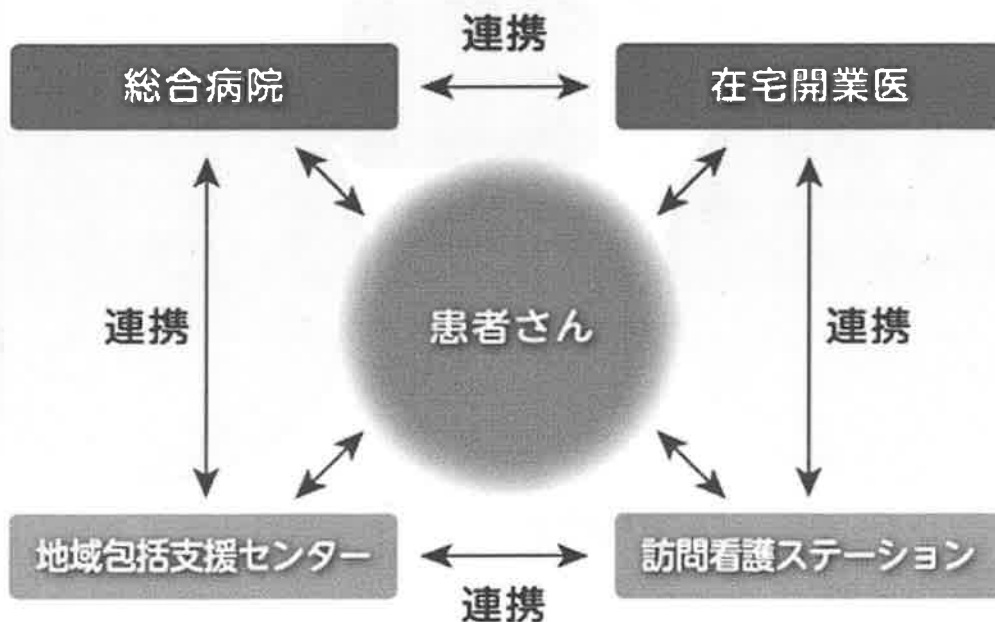 連携
総合病院
在宅開業医
連携
患者さん
連携
地域包括支援センター
訪問看護ステーション
連携